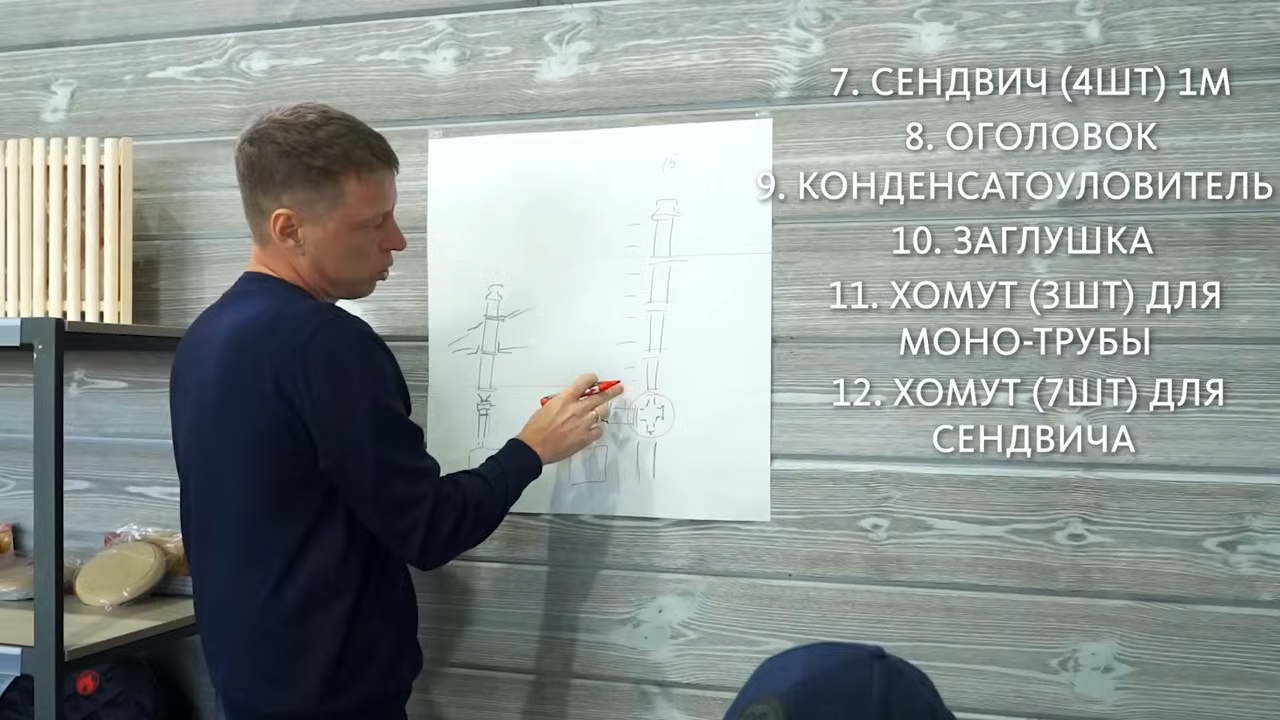 15
7. СЕНДВИЧ (4ШТ) 1М
8. ОГОЛОВОК
9. КОНДЕНСАТОУЛОВИТЕЛЬ
10. ЗАГЛУШКА
11. ХОМУТ (3ШТ) ДЛЯ
МОНО-ТРУБЫ
12. ХОМУТ (7ШТ) ДЛЯ
СЕНДВИЧА